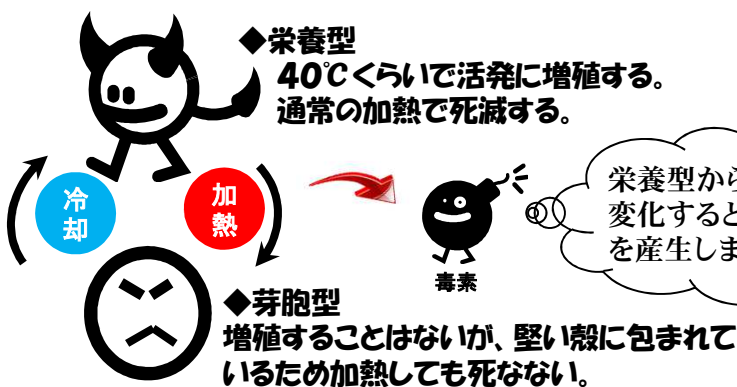 ◆栄養型
40℃くらいで活発に増殖する。
通常の加熱で死滅する。
冷却
加熱
栄養型から
変化すると
を産生しま
毒素
◆芽胞型
増殖することはないが、堅い殻に包まれて
いるため加熱しても死なない。